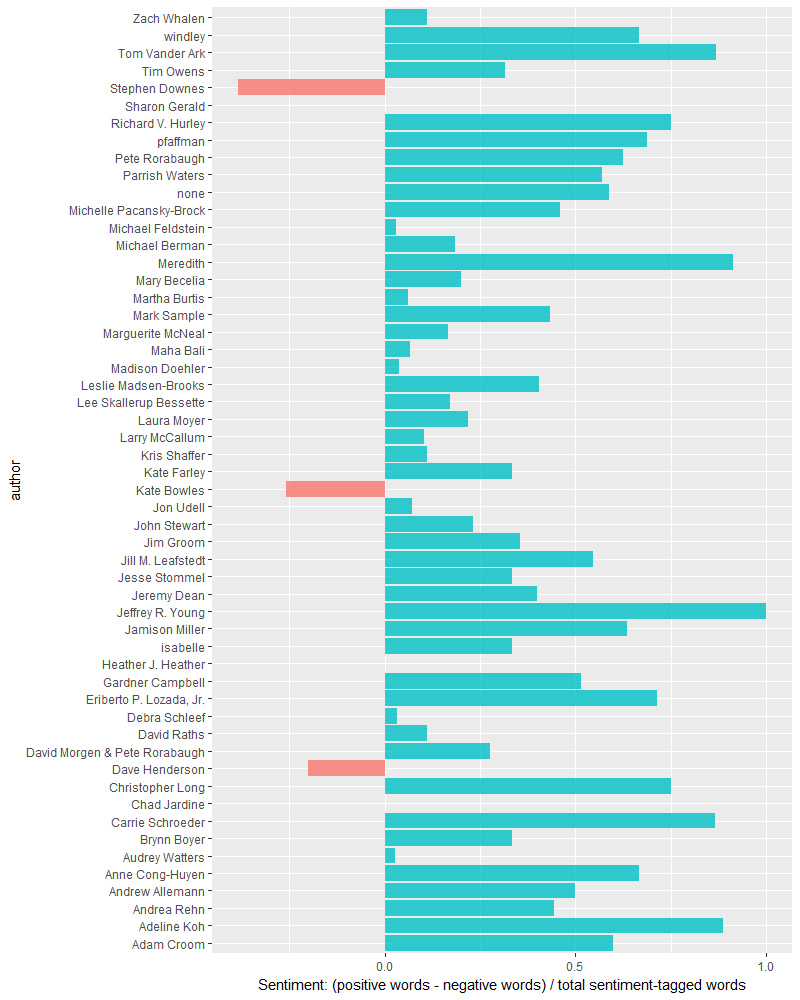 Zach Whalen
windley
Tom Vander Ark
Tim Owens
Stephen Downes
Sharon Gerald
Richard V. Hurley
pfaffman
Pete Rorabaugh
Parrish Waters
none
Michelle Pacansky-Brock
Michael Feldstein
Michael Berman
Meredith
Mary Becelia
Martha Burtis
Mark Sample
Marguerite McNeal
Maha Bali
Madison Doehler
Leslie Madsen-Brooks
Lee Skallerup Bessette
Laura Moyer
Larry McCallum
Kris Shaffer
Kate Farley
Kate Bowles
Jon Udell
John Stewart
Jim Groom
Jill M. Leafstedt
Jesse Stommel
Jeremy Dean
Jeffrey R. Young
Jamison Miller
isabelle
Heather J. Heather
Gardner Campbell
Eriberto P. Lozada, Jr.
Debra Schleef
David Raths
David Morgen & Pete Rorabaugh
Dave Henderson
Christopher Long
Chad Jardine
Carrie Schroeder
Brynn Boyer
Audrey Watters
Anne Cong-Huyen
Andrew Allemann
Andrea Rehn
Adeline Koh
Adam Croom
author
0.0 0.5 1.0
Sentiment: (positive words - negative words) / total sentiment-tagged words